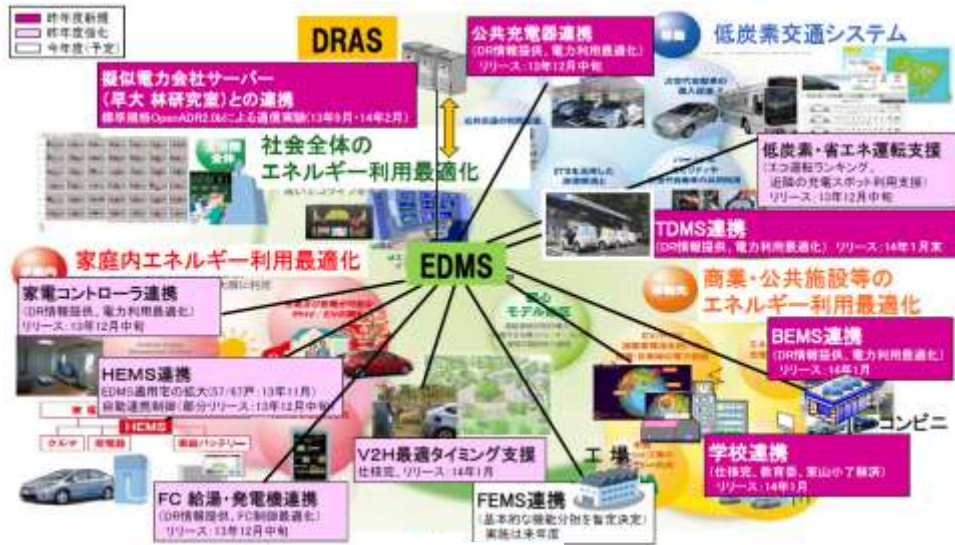 昨年度新規
昨年度強化
今年度(予定)
DRAS
公共充電器連携
(DR情報提供、電力利用最適化)
リリース:13年12月中旬
低炭素交通システム
擬似電力会社サーバー
(早大 林研究室)との連携
標準規格OpenADR2.0bによる通信実験(13年9月・14年2月)
社会全体の
エネルギー利用最適化
低炭素・省エネ運転支援
(エコ運転ランキング、
近隣の充電スポット利用支援)
リリース:13年12月中旬
TDMS連携
(DR情報提供、電力利用最適化) リリース:14年1月末
EDMS
家庭内エネルギー利用最適化
商業・公共施設等の
エネルギー利用最適化
家電コントローラ連携
(DR情報提供、電力利用最適化)
リリース:13年12月中旬
BEMS連携
(DR情報提供、電力利用最適化)
リリース:14年1月
HEMS連携
EDMS適用宅の拡大(57/67戸:13年11月)
自動連携制御(部分リリース:13年12月中旬)
HEMS
クルマ
コンビニ
V2H最適タイミング支援
仕様完、リリース:14年1月
工場
学校連携
(仕様完、教育委、東山小了解済)
リリース:14年1月
FC 給湯・発電機連携
(DR情報提供、FC制御最適化)
リリース:13年12月中旬
FEMS連携
(基本的な機能分担を暫定決定)
実施は来年度